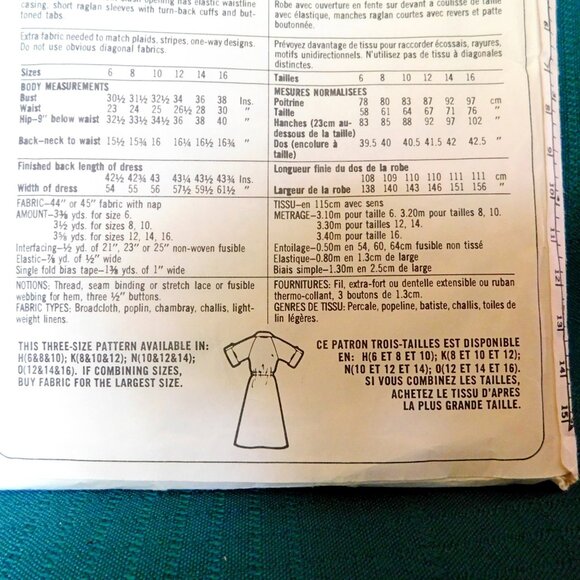 casing. short raglan sleeves with turn-back cuffs and but-
toned tabs
Extra fabric needed to match plaids, stripes, one-way designs.
Do not use obvious diagonal fabrics.
Sizes 6 8 10 12 14 16
BODY MEASUREMENTS
Bust 30½ 31½ 32½ 34 36 38 Ins.
Waist 23 24 25 26½ 28 30 "
Hip-9" below waist 32½ 33½ 34½ 36 38 40 "
Back-neck to waist 15½ 15¾ 16 16¼ 16½ 16¾ "
Finished back length of dress
42½ 42¾ 43 43¼ 43½ 43¾ Ins.
Width of dress 54 55 56 57½ 59½ 61½ "
FABRIC-44" or 45" fabric with nap
AMOUNT-3⅜ yds. for size 6.
3½ yds. for sizes 8, 10.
3⅝ yds. for sizes 12, 14, 16.
Interfacing-½ yd. of 21", 23" or 25" non-woven fusible
Elastic-⅞ yd. of ½" wide
Single fold bias tape-1⅜ yds. of 1" wide
NOTIONS: Thread, seam binding or stretch lace or fusible
webbing for hem, three ½" buttons.
FABRIC TYPES: Broadcloth, poplin, chambray, challis, light-
weight linens.
THIS THREE-SIZE PATTERN AVAILABLE IN:
H(6&8&10); K(8&10&12); N(10&12&14);
O(12&14&16). IF COMBINING SIZES,
BUY FABRIC FOR THE LARGEST SIZE.
Robe avec ouverture en fente sur devant a coulisse de taille
avec élastique, manches raglan courtes avec revers et patte
boutonnée.
Prévoyez davantage de tissu pour raccorder écossais, rayures,
motifs unidirectionnels. N'utilizes pas de tissu à diagonales
distinctes.
Tailles 6 8 10 12 14 16
MESURES NORMALISEES
Poitrine 78 80 83 87 92 97 cm
Taille 58 61 64 67 71 76 "
Hanches (23cm au-
dessous de la taille) 83 85 88 92 97 102 "
Dos (encolure à
taille) 39.5 40 40.5 41.5 42 42.5 "
Longueur finie du dos de la robe
108 109 110 110 111 111 cm
Largeur de la robe 138 140 143 146 151 156 "
TISSU-en 115cm avec sens
METRAGE-3.10m pour taille 6. 3.20m pour tailles 8, 10.
3.30m pour tailles 12, 14.
3.40m pour taille 16.
Entoilage-0.50m en 54, 60, 64cm fusible non tissé
Elastique-0.80m en 1.3cm de large
Biais simple-1.30m en 2.5cm de large
FOURNITURES: Fil, extra-fort ou dentelle extensible ou ruban
thermo-collant, 3 boutons de 1.3cm.
GENRES DE TISSU: Percale, popeline, batiste, challis, toiles de
lin légères.
CE PATRON TROIS-TAILLES EST DISPONIBLE
EN: H(6 ET 8 ET 10); K(8 ET 10 ET 12);
N(10 ET 12 ET 14); O(12 ET 14 ET 16).
SI VOUS COMBINEZ LES TAILLES,
ACHETEZ LE TISSU D'APRES
LA PLUS GRANDE TAILLE.
13
14
15